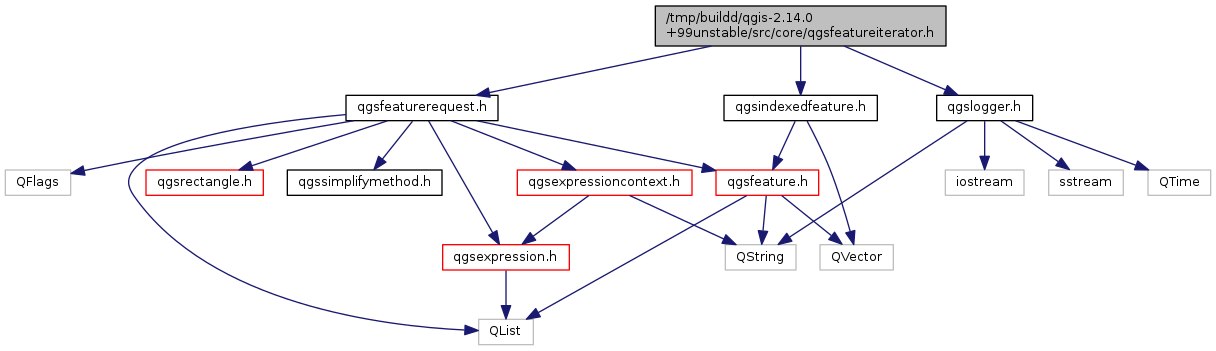 /tmp/buildd/qgis-2.14.0
+99unstable/src/core/qgsfeatureiterator.h
qgsfeaturerequest.h
qgsindexedfeature.h
qgslogger.h
QFlags
qgsrectangle.h
qgssimplifymethod.h
qgsexpressioncontext.h
qgsfeature.h
iostream
sstream
QTime
qgsexpression.h
QString
QVector
QList